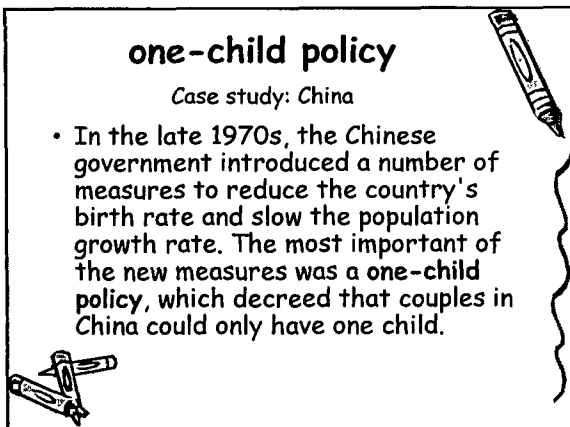 one-child policy
Case study: China
• In the late 1970s, the Chinese
government introduced a number of
measures to reduce the country's
birth rate and slow the population
growth rate. The most important of
the new measures was a one-child
policy, which decreed that couples in
China could only have one child.